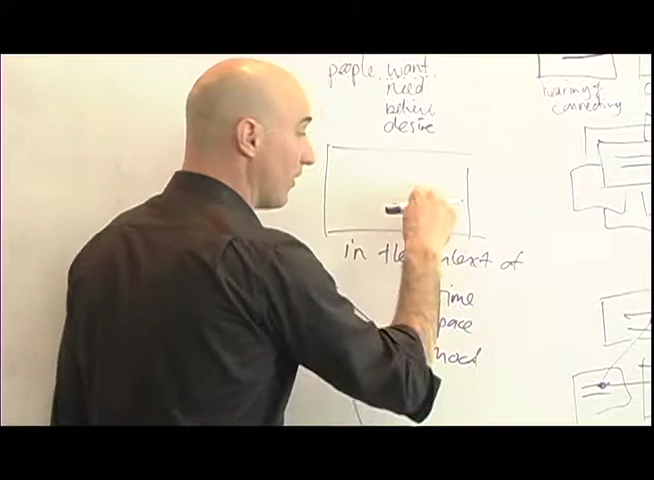 people want
need
believe
desire
in the context of
time
space
mood
hearing &
connecting